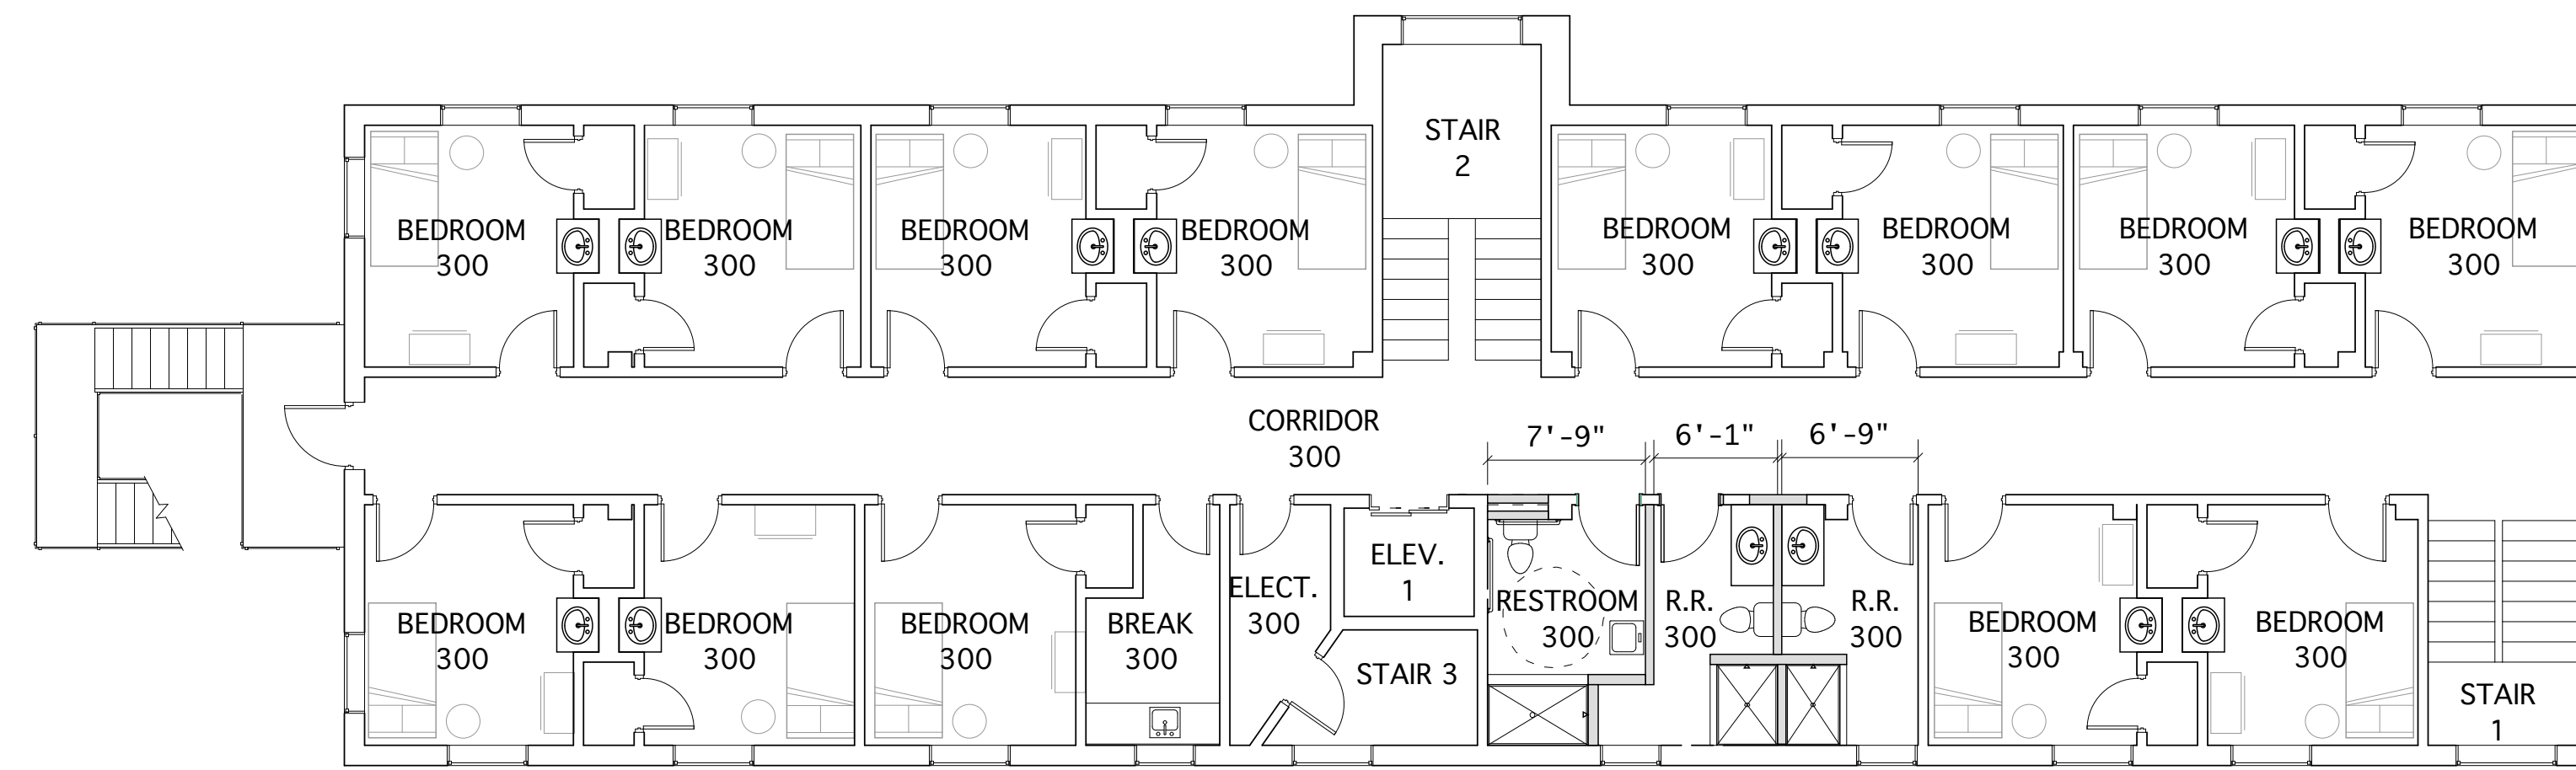 STAIR
2
BEDROOM
300
BEDROOM
300
BEDROOM
300
BEDROOM
300
BEDROOM
300
BEDROOM
300
BEDROOM
300
BEDROOM
300
CORRIDOR
300
7'-9"
6'-1"
6'-9"
BEDROOM
300
BEDROOM
300
BEDROOM
300
BREAK
300
ELECT.
300
ELEV.
1
STAIR 3
RESTROOM
300
R.R.
300
R.R.
300
BEDROOM
300
BEDROOM
300
STAIR
1